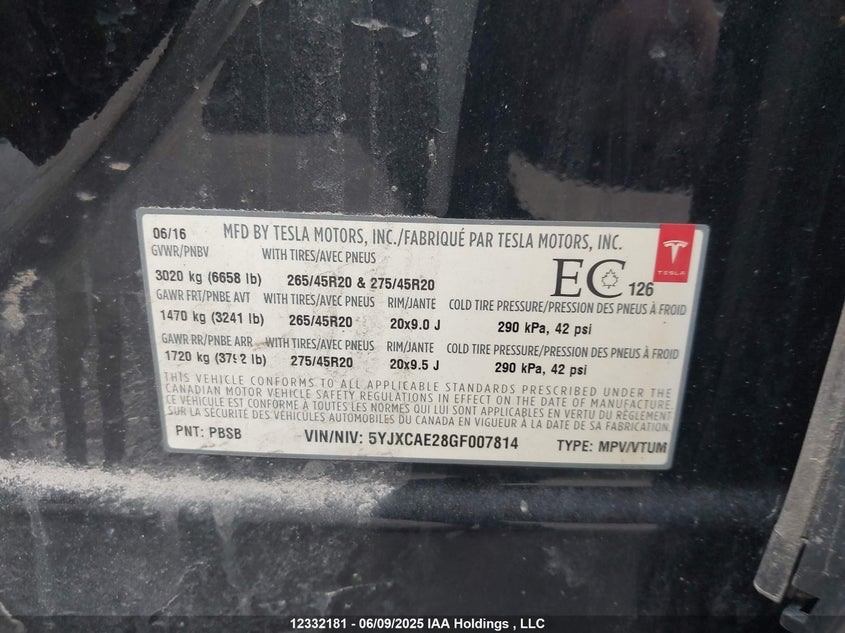 06/16 MFD BY TESLA MOTORS, INC./FABRIQUÉ PAR TESLA MOTORS, INC.
GVWR/PNBV WITH TIRES/AVEC PNEUS
3020 kg (6658 lb) 265/45R20 & 275/45R20 EC 126
TESLA
GAWR FRT/PNBE AVT WITH TIRES/AVEC PNEUS RIM/JANTE COLD TIRE PRESSURE/PRESSION DES PNEUS À FROID
1470 kg (3241 lb) 265/45R20 20x9.0 J 290 kPa, 42 psi
GAWR RR/PNBE ARR WITH TIRES/AVEC PNEUS RIM/JANTE COLD TIRE PRESSURE/PRESSION DES PNEUS À FROID
1720 kg (3792 lb) 275/45R20 20x9.5 J 290 kPa, 42 psi
THIS VEHICLE CONFORMS TO ALL APPLICABLE STANDARDS PRESCRIBED UNDER THE
CANADIAN MOTOR VEHICLE SAFETY REGULATIONS IN EFFECT ON THE DATE OF MANUFACTURE.
CE VÉHICULE EST CONFORME À TOUTES LES NORMES QUI LUI SONT APPLICABLES EN VERTU DU RÈGLEMENT
SUR LA SÉCURITÉ DES VÉHICULES AUTOMOBILES DU CANADA EN VIGUEUR À LA DATE DE SA FABRICATION.
PNT: PBSB VIN/NIV: 5YJXCAE28GF007814 TYPE: MPV/VTUM
12332181 - 06/09/2025 IAA Holdings , LLC